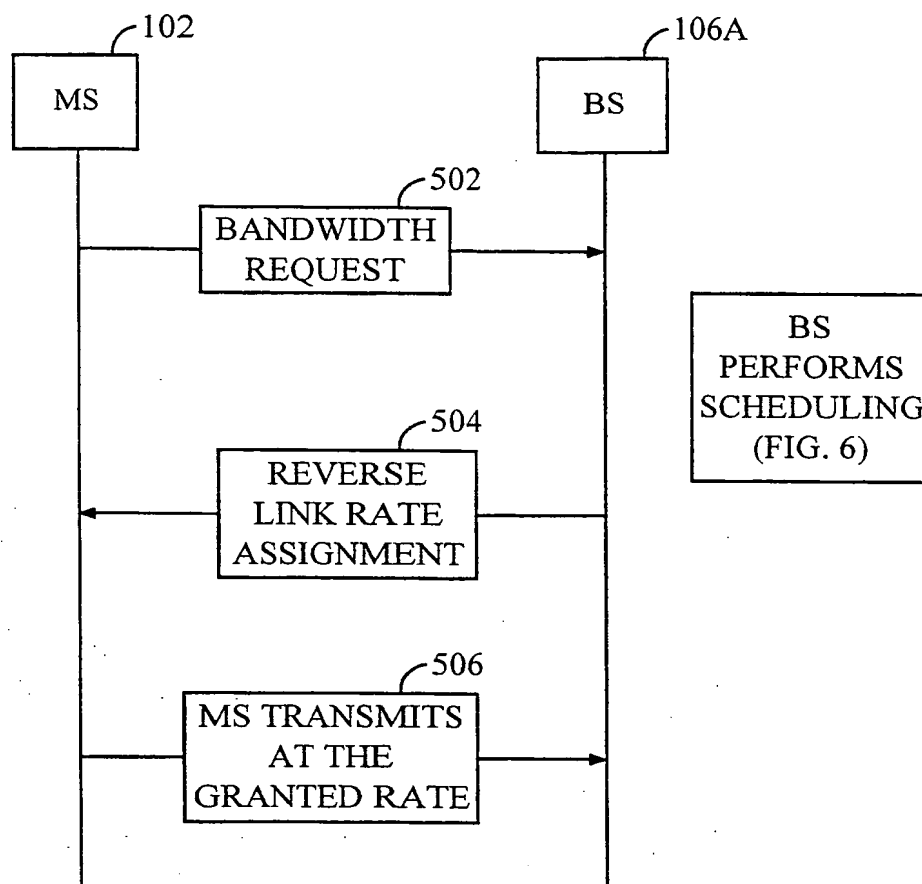 102
106A
MS
BS
502
BANDWIDTH
REQUEST
BS
PERFORMS
SCHEDULING
(FIG. 6)
504
REVERSE
LINK RATE
ASSIGNMENT
506
MS TRANSMITS
AT THE
GRANTED RATE